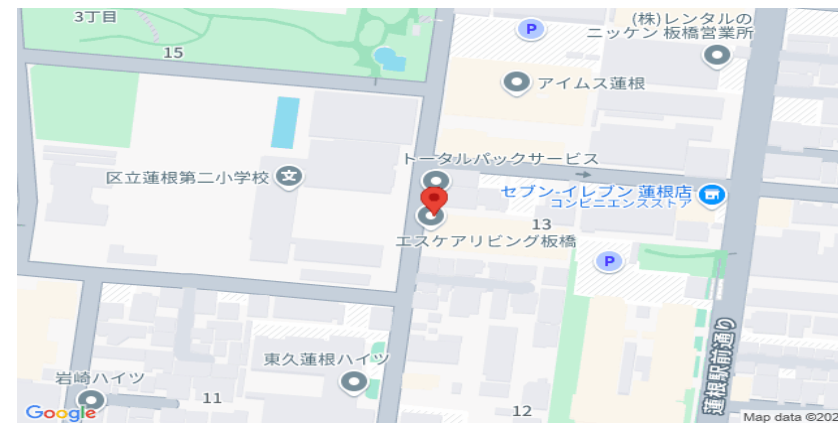 3丁目
15
P
(株)レンタルの
ニッケン 板橋営業所
アイムス蓮根
トータルパックサービス
区立蓮根第二小学校
文
セブン-イレブン 蓮根店
コンビニエンスストア
13
エスケアリビング板橋
P
蓮根駅前通り
東久蓮根ハイツ
岩崎ハイツ
11
12
Google
Map data ©202